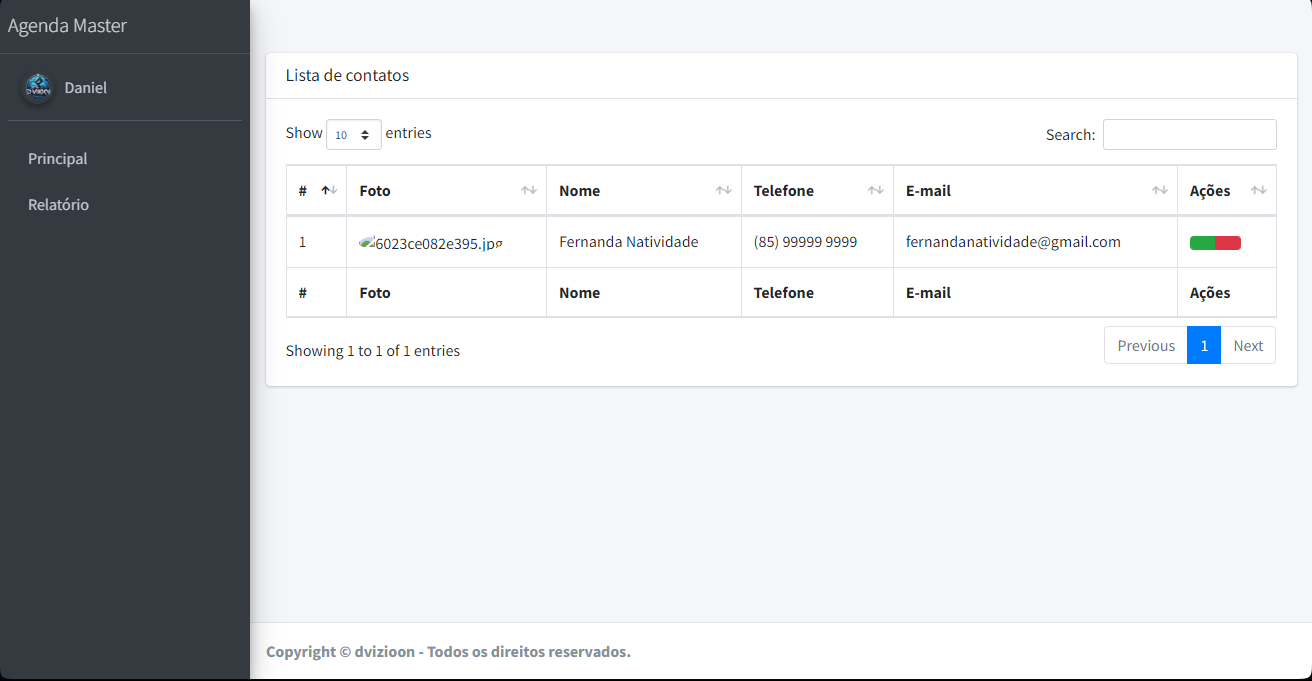 Agenda Master
Daniel
Principal
Relatório
Lista de contatos
Show 10 entries
Search:
# Foto Nome Telefone E-mail Ações
1 6023ce082e395.jpg Fernanda Natividade (85) 99999 9999 fernandanatividade@gmail.com
# Foto Nome Telefone E-mail Ações
Showing 1 to 1 of 1 entries
Previous 1 Next
Copyright © dvizioon - Todos os direitos reservados.